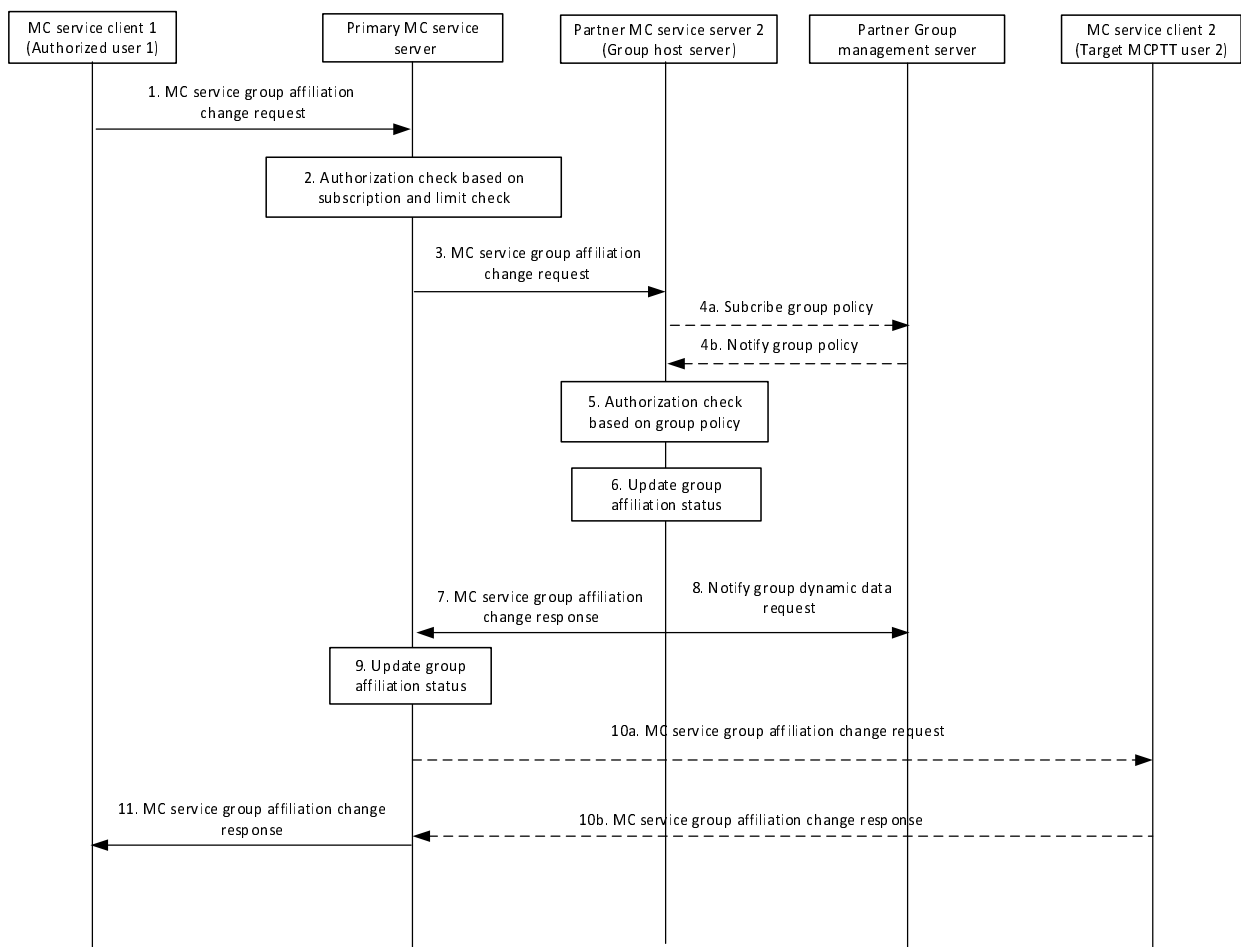 MC service client 1
(Authorized user 1)
Primary MC service
server
Partner MC service server 2
(Group host server)
Partner Group
management server
MC service client 2
(Target MCPTT user 2)
1. MC service group affiliation
change request
2. Authorization check based on
subscription and limit check
3. MC service group affiliation
change request
4a. Subcribe group policy
4b. Notify group policy
5. Authorization check
based on group policy
6. Update group
affiliation status
7. MC service group affiliation
change response
8. Notify group dynamic data
request
9. Update group
affiliation status
10a. MC service group affiliation change request
11. MC service group affiliation change
response
10b. MC service group affiliation change response